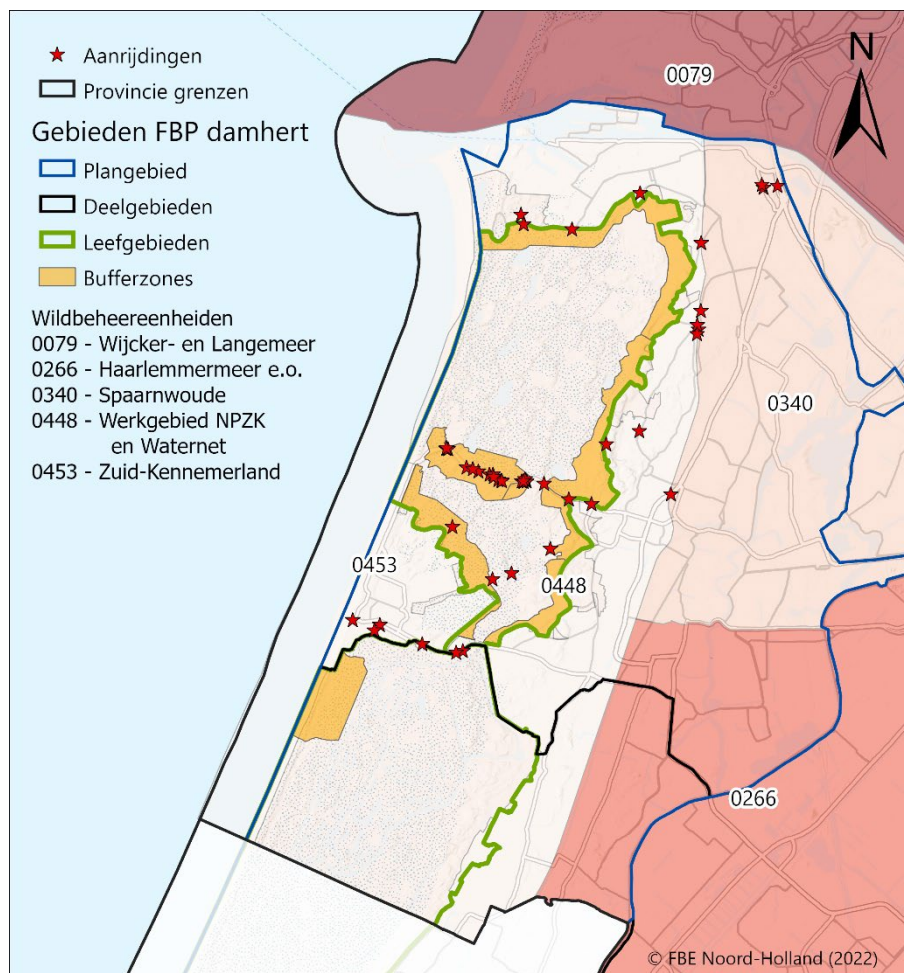 Aanrijdingen
Provincie grenzen
Gebieden FBP damhert
Plangebied
Deelgebieden
Leefgebieden
Bufferzones
Wildbeheereenheiden
0079 - Wijcker- en Langemeer
0266 - Haarlemmermeer e.o.
0340 - Spaarnwoude
0448 - Werkgebied NPZK
en Waternet
0453 - Zuid-Kennemerland
N
0079
0340
0453
0448
0266
© FBE Noord-Holland (2022)